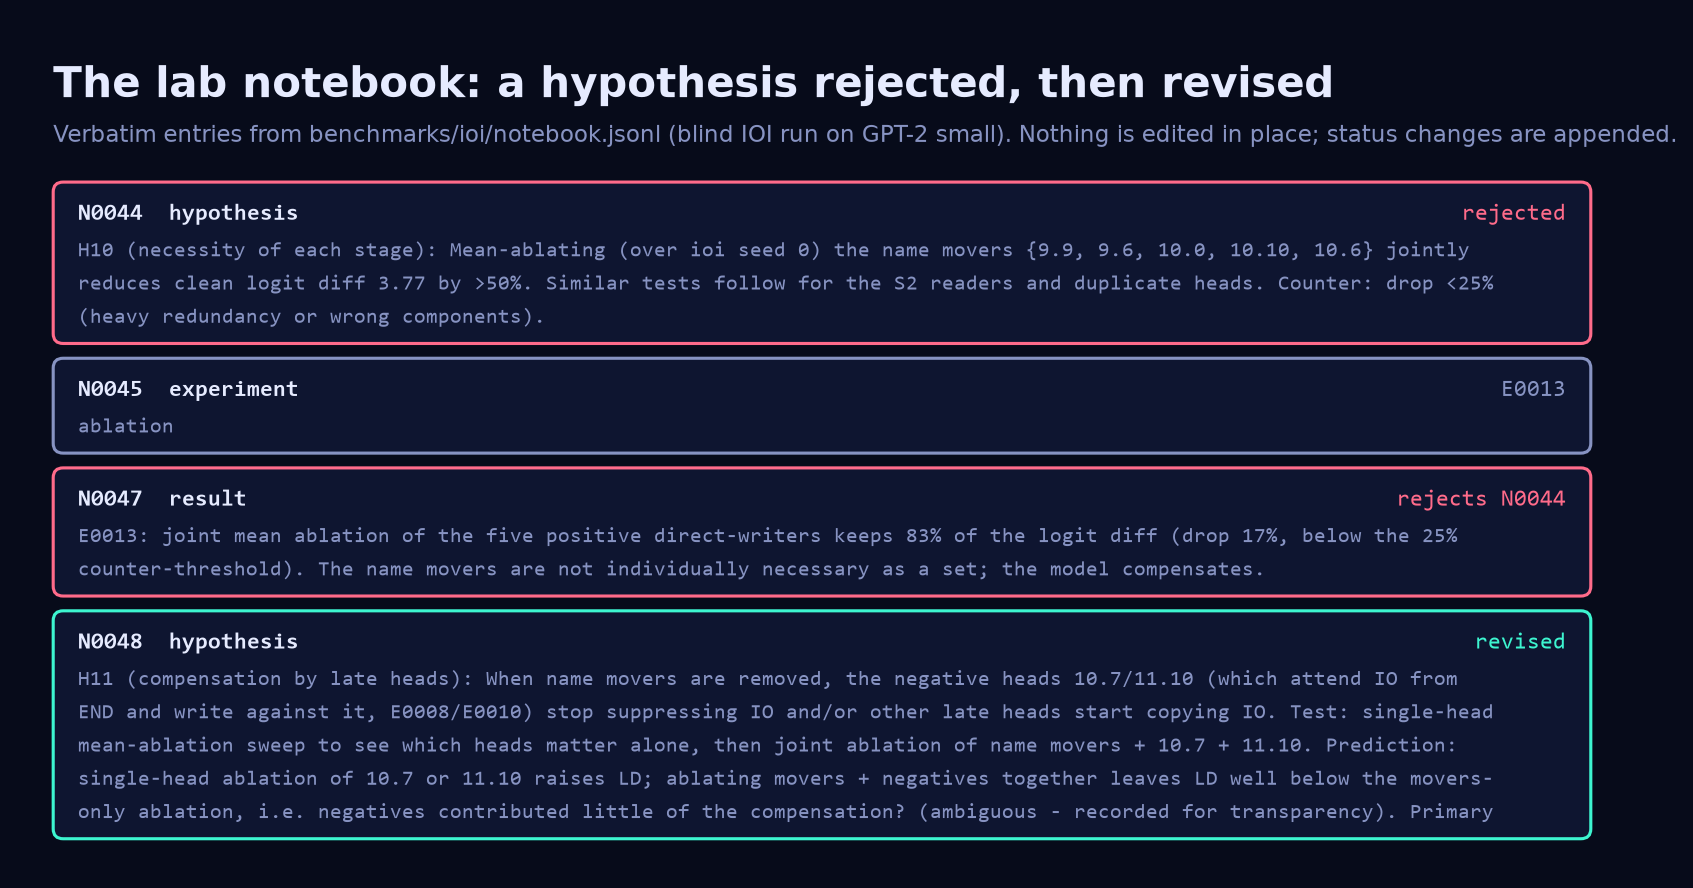 The lab notebook: a hypothesis rejected, then revised
Verbatim entries from benchmarks/ioi/notebook.jsonl (blind IOI run on GPT-2 small). Nothing is edited in place; status changes are appended.
N0044 hypothesis rejected
H10 (necessity of each stage): Mean-ablating (over ioi seed 0) the name movers {9.9, 9.6, 10.0, 10.10, 10.6} jointly
reduces clean logit diff 3.77 by >50%. Similar tests follow for the S2 readers and duplicate heads. Counter: drop <25%
(heavy redundancy or wrong components).
N0045 experiment E0013
ablation
N0047 result rejects N0044
E0013: joint mean ablation of the five positive direct-writers keeps 83% of the logit diff (drop 17%, below the 25%
counter-threshold). The name movers are not individually necessary as a set; the model compensates.
N0048 hypothesis revised
H11 (compensation by late heads): When name movers are removed, the negative heads 10.7/11.10 (which attend IO from
END and write against it, E0008/E0010) stop suppressing IO and/or other late heads start copying IO. Test: single-head
mean-ablation sweep to see which heads matter alone, then joint ablation of name movers + 10.7 + 11.10. Prediction:
single-head ablation of 10.7 or 11.10 raises LD; ablating movers + negatives together leaves LD well below the movers-
only ablation, i.e. negatives contributed little of the compensation? (ambiguous - recorded for transparency). Primary